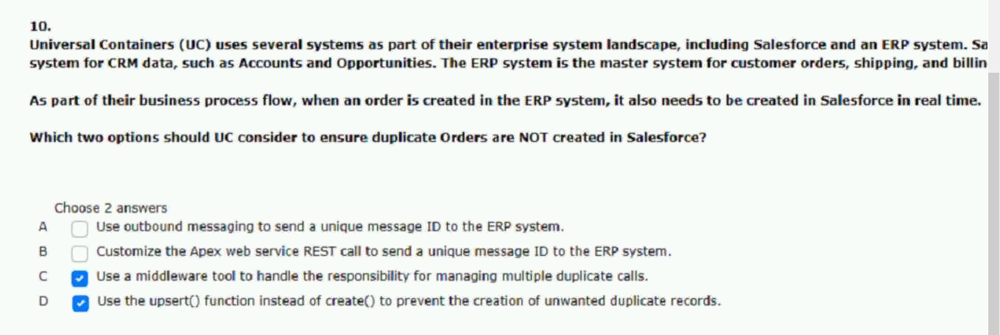 10.
Universal Containers (UC) uses several systems as part of their enterprise system landscape, including Salesforce and an ERP system. Sa
system for CRM data, such as Accounts and Opportunities. The ERP system is the master system for customer orders, shipping, and billin
As part of their business process flow, when an order is created in the ERP system, it also needs to be created in Salesforce in real time.
Which two options should UC consider to ensure duplicate Orders are NOT created in Salesforce?
Choose 2 answers
A Use outbound messaging to send a unique message ID to the ERP system.
B Customize the Apex web service REST call to send a unique message ID to the ERP system.
C Use a middleware tool to handle the responsibility for managing multiple duplicate calls.
D Use the upsert() function instead of create() to prevent the creation of unwanted duplicate records.